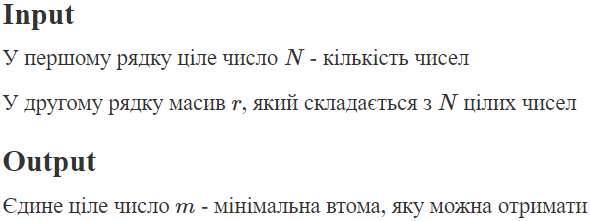 Input
У першому рядку ціле число N - кількість чисел
У другому рядку масив r, який складається з N цілих чисел
Output
Єдине ціле число m - мінімальна втома, яку можна отримати